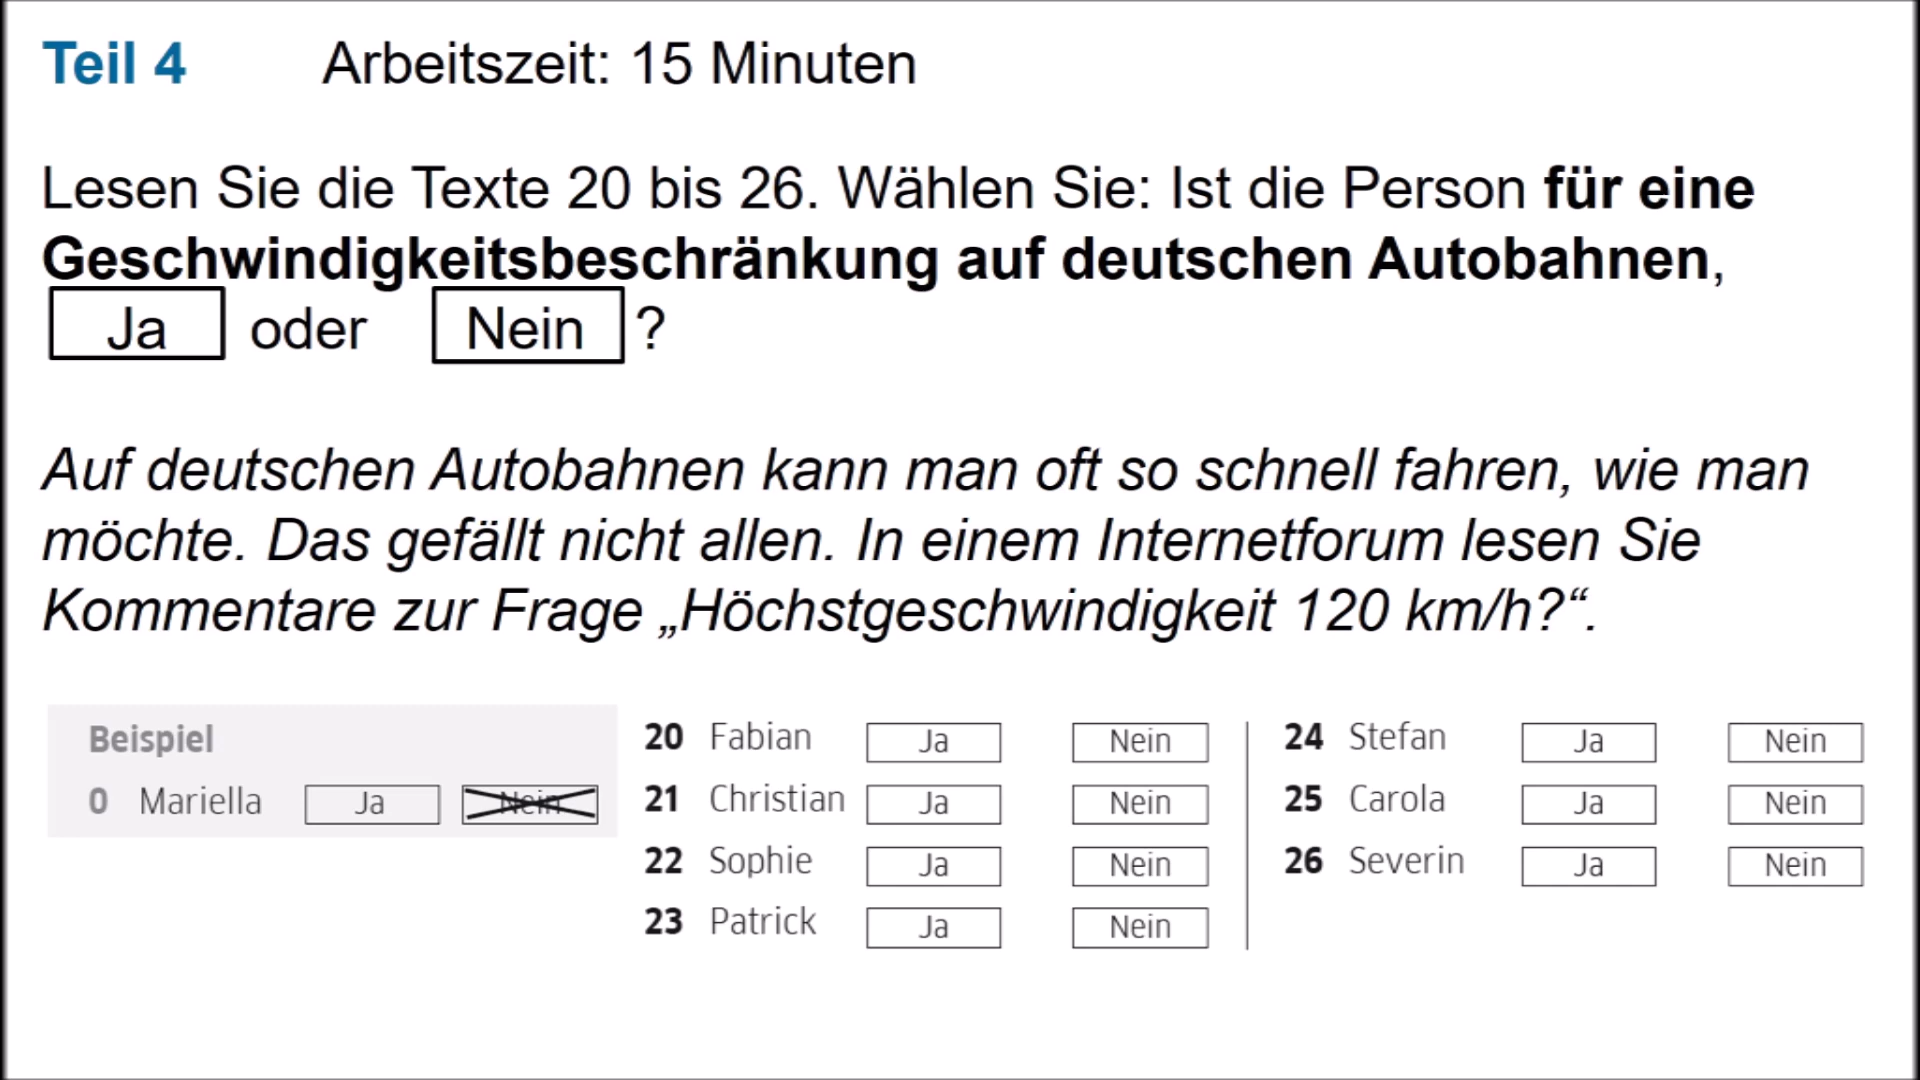 Teil 4 Arbeitszeit: 15 Minuten
Lesen Sie die Texte 20 bis 26. Wählen Sie: Ist die Person für eine
Geschwindigkeitsbeschränkung auf deutschen Autobahnen,
Ja oder Nein ?
Auf deutschen Autobahnen kann man oft so schnell fahren, wie man
möchte. Das gefällt nicht allen. In einem Internetforum lesen Sie
Kommentare zur Frage „Höchstgeschwindigkeit 120 km/h?“.
Beispiel
0 Mariella Ja Nein
20 Fabian Ja Nein
21 Christian Ja Nein
22 Sophie Ja Nein
23 Patrick Ja Nein
24 Stefan Ja Nein
25 Carola Ja Nein
26 Severin Ja Nein